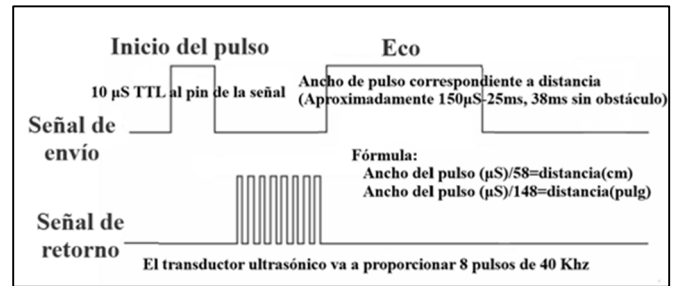 Inicio del pulso
Eco
10 µS TTL al pin de la señal
Ancho de pulso correspondiente a distancia
(Aproximadamente 150µS-25ms, 38ms sin obstáculo)
Señal de
envío
Fórmula:
Ancho del pulso (µS)/58=distancia(cm)
Ancho del pulso (µS)/148=distancia(pulg)
Señal de
retorno
El transductor ultrasónico va a proporcionar 8 pulsos de 40 Khz